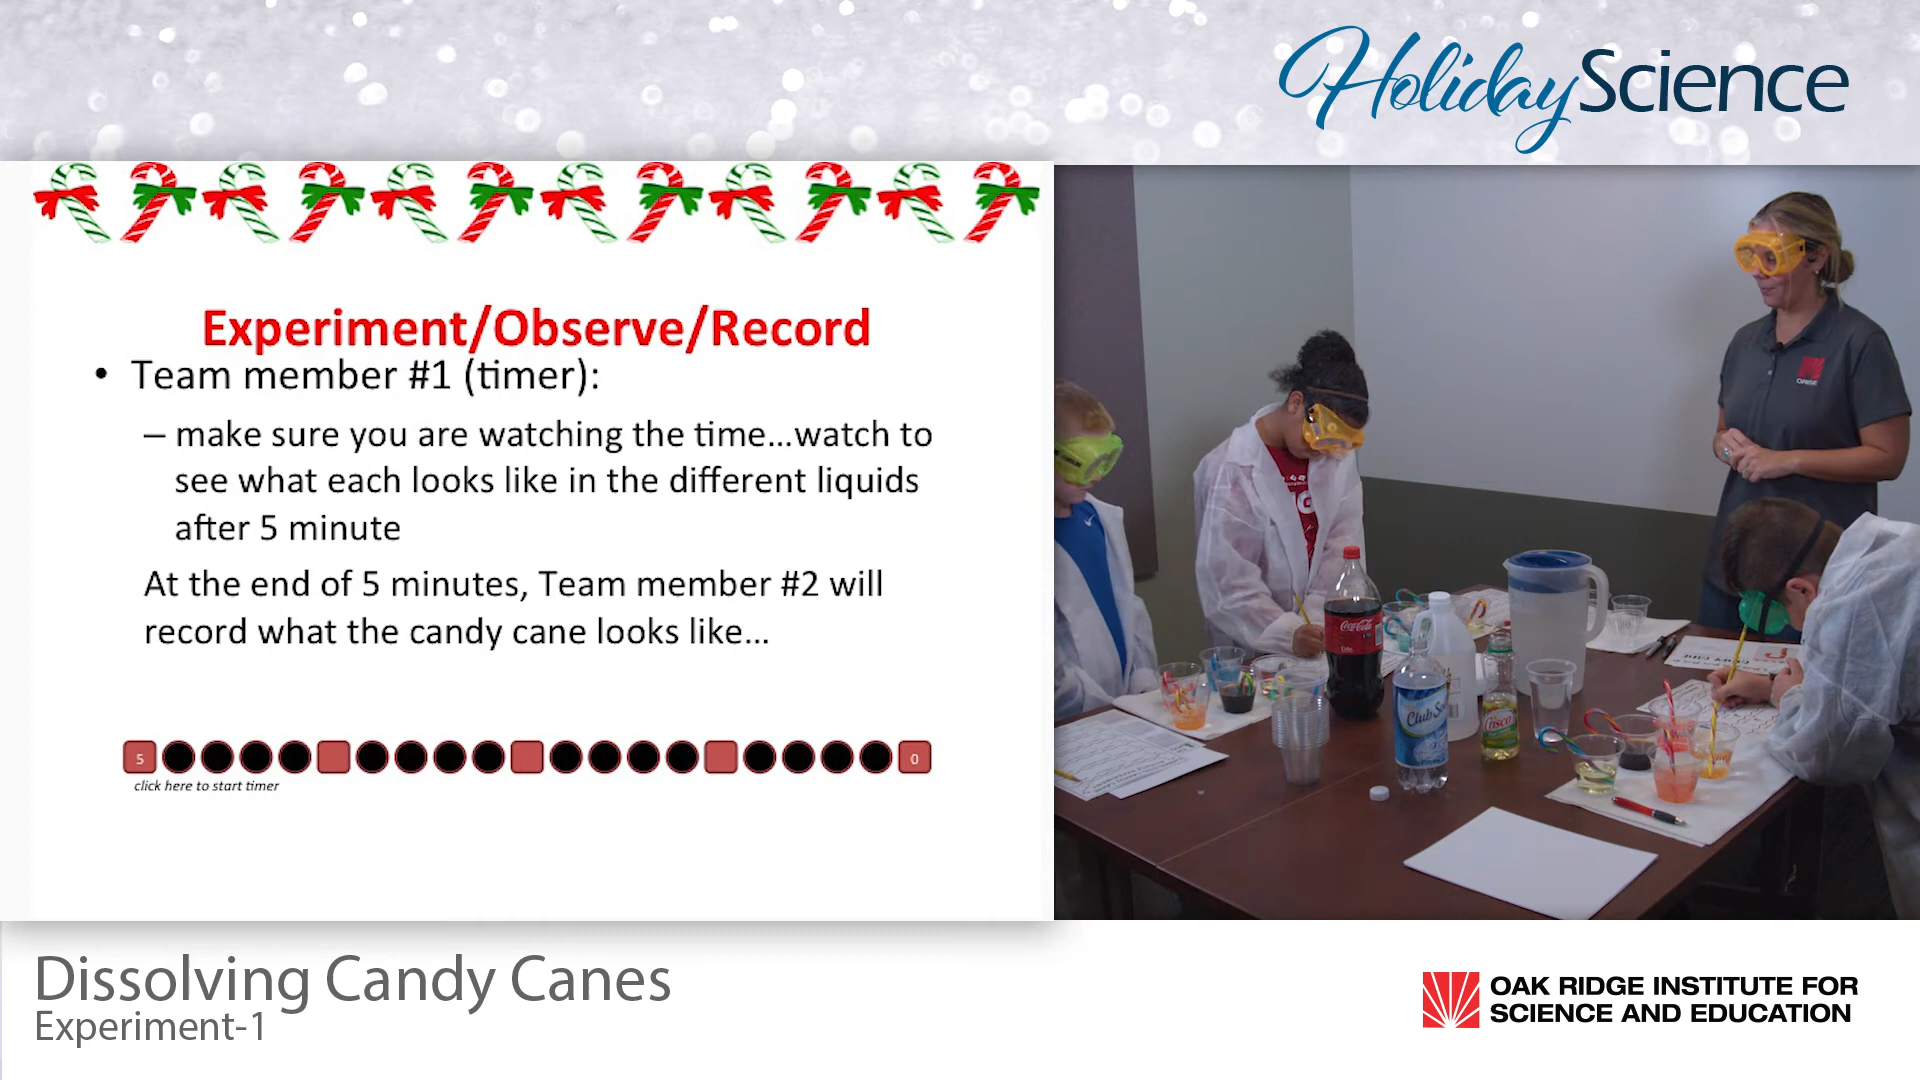 HolidayScience
Experiment/Observe/Record
• Team member #1 (timer):
– make sure you are watching the time...watch to
see what each looks like in the different liquids
after 5 minute
At the end of 5 minutes, Team member #2 will
record what the candy cane looks like...
5
0
click here to start timer
ORISE
Coca-Cola
Club
Crisco
Dissolving Candy Canes
Experiment-1
OAK RIDGE INSTITUTE FOR
SCIENCE AND EDUCATION